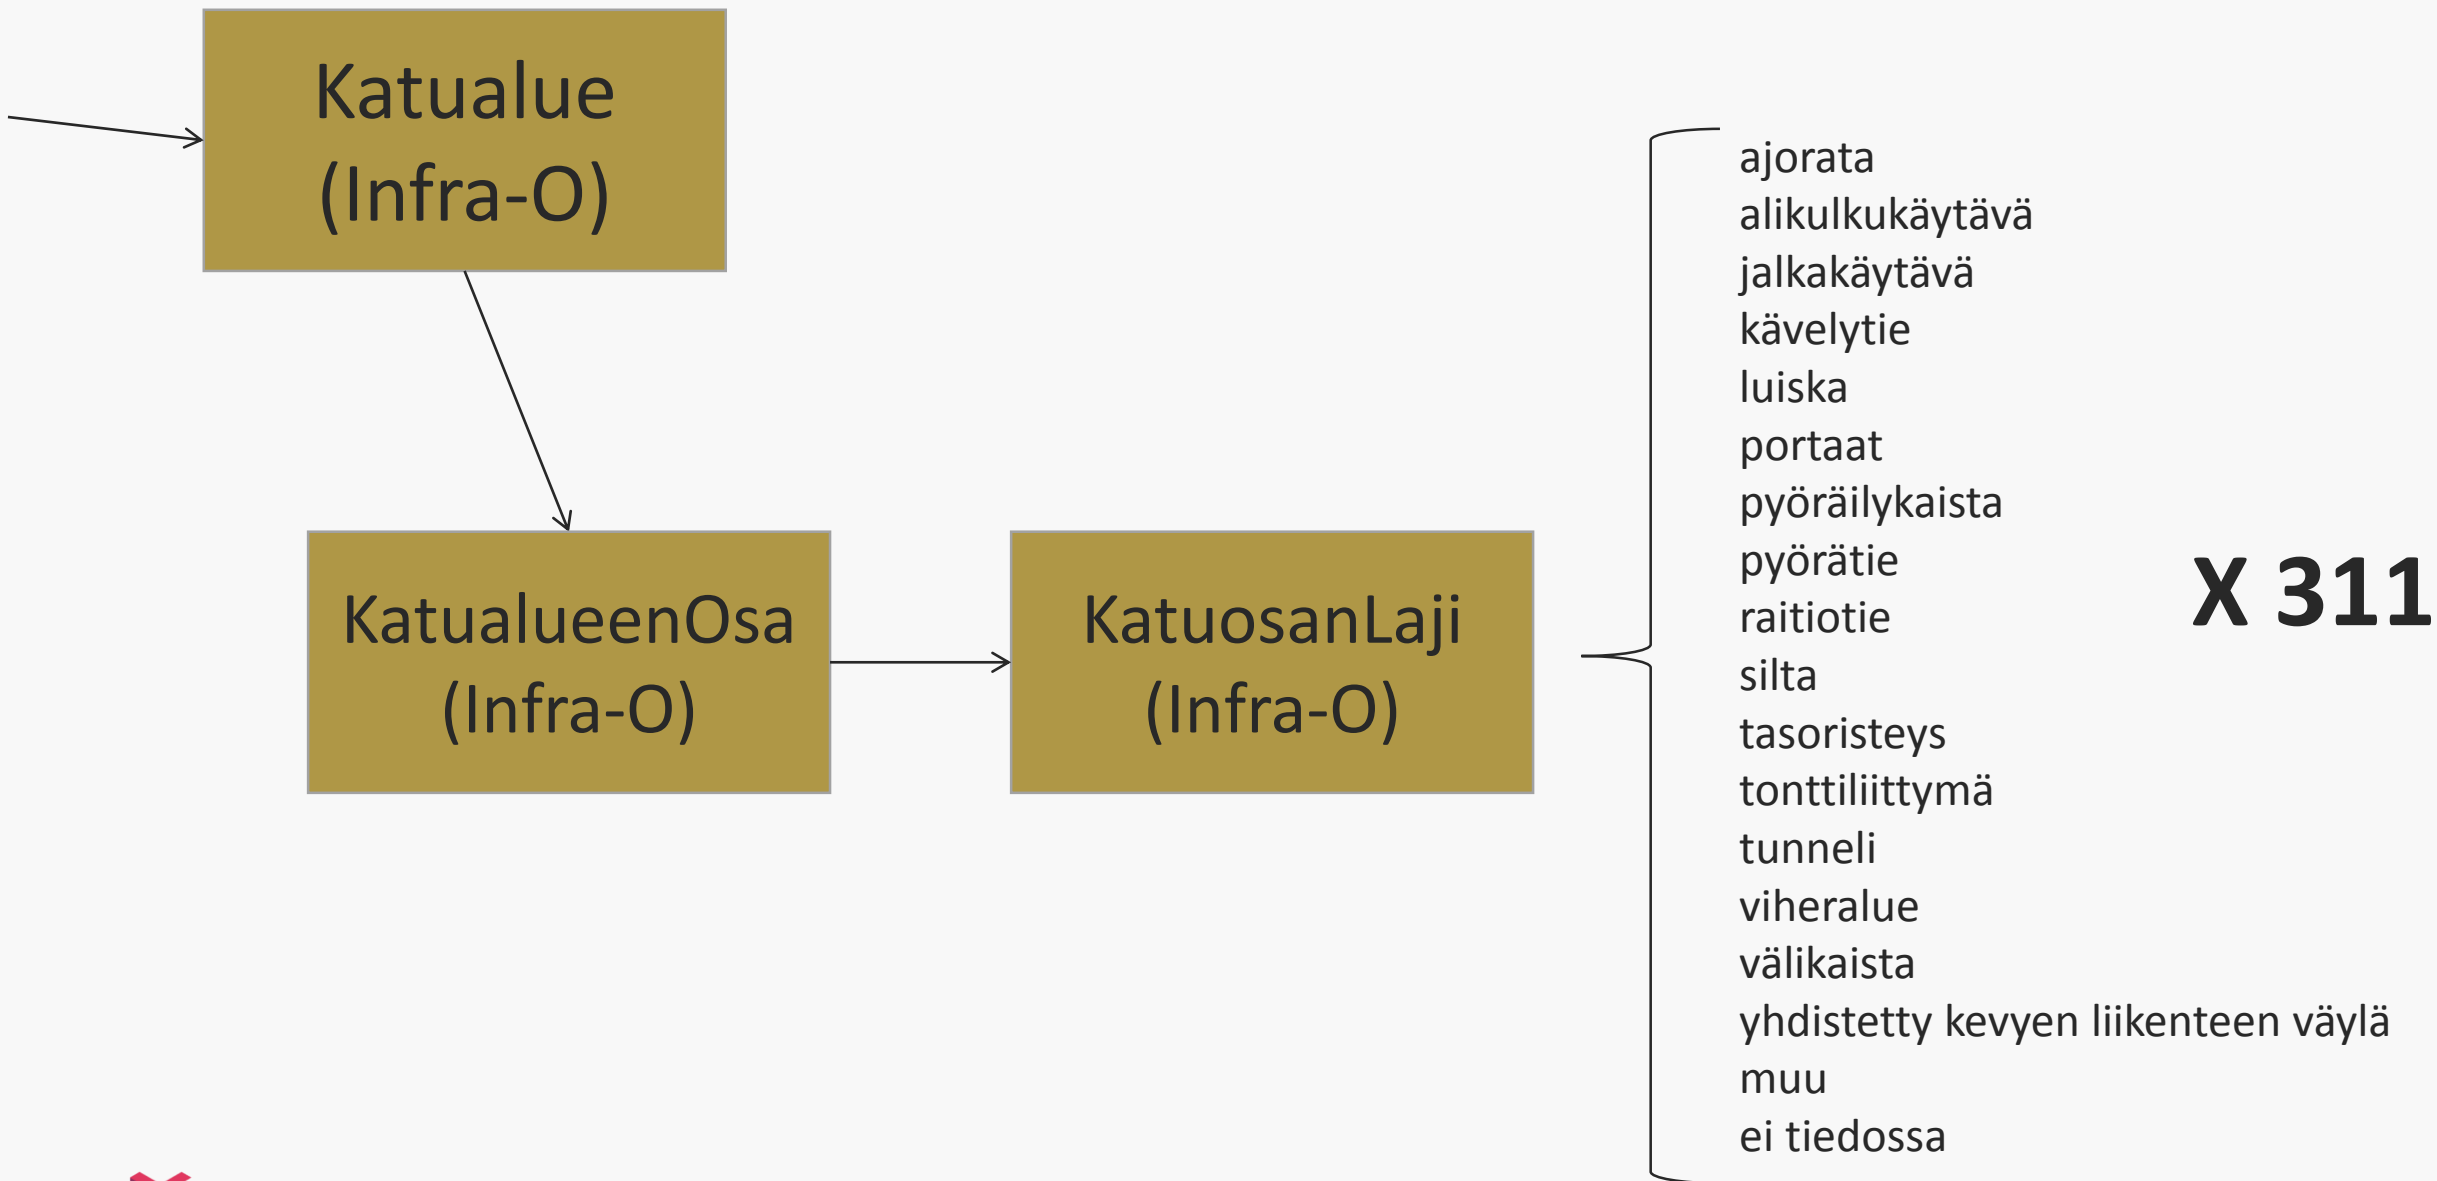 Katualue
(Infra-O)
KatualueenOsa
(Infra-O)
KatuosanLaji
(Infra-O)
ajorata
alikulkukäytävä
jalkakäytävä
kävelytie
luiska
portaat
pyöräilykaista
pyörätie
raitiotie
silta
tasoristeys
tonttiliittymä
tunneli
viheralue
välikaista
yhdistetty kevyen liikenteen väylä
muu
ei tiedossa
X 311